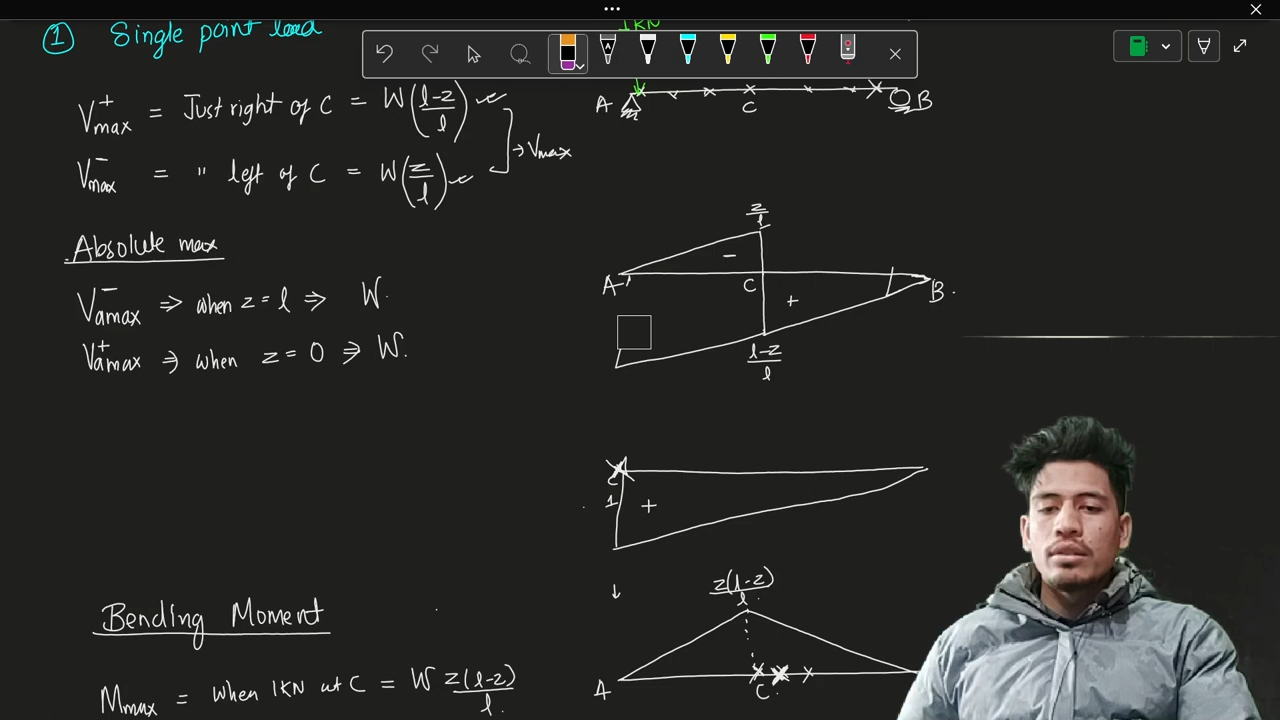 ① Single point load
V⁺max = Just right of C = W(l-z/l)
V⁻max = " left of C = W(z/l)
→ Vmax
Absolute max
V⁻amax ⇒ when z = l ⇒ W.
V⁺amax ⇒ when z = 0 ⇒ W.
Bending Moment
Mmax = When 1KN at C = W z(l-z)/l.
1KN
A C B
z/l
-
A C B.
+
l-z/l
C
1 +
↓
z(l-z)/l.
A C.